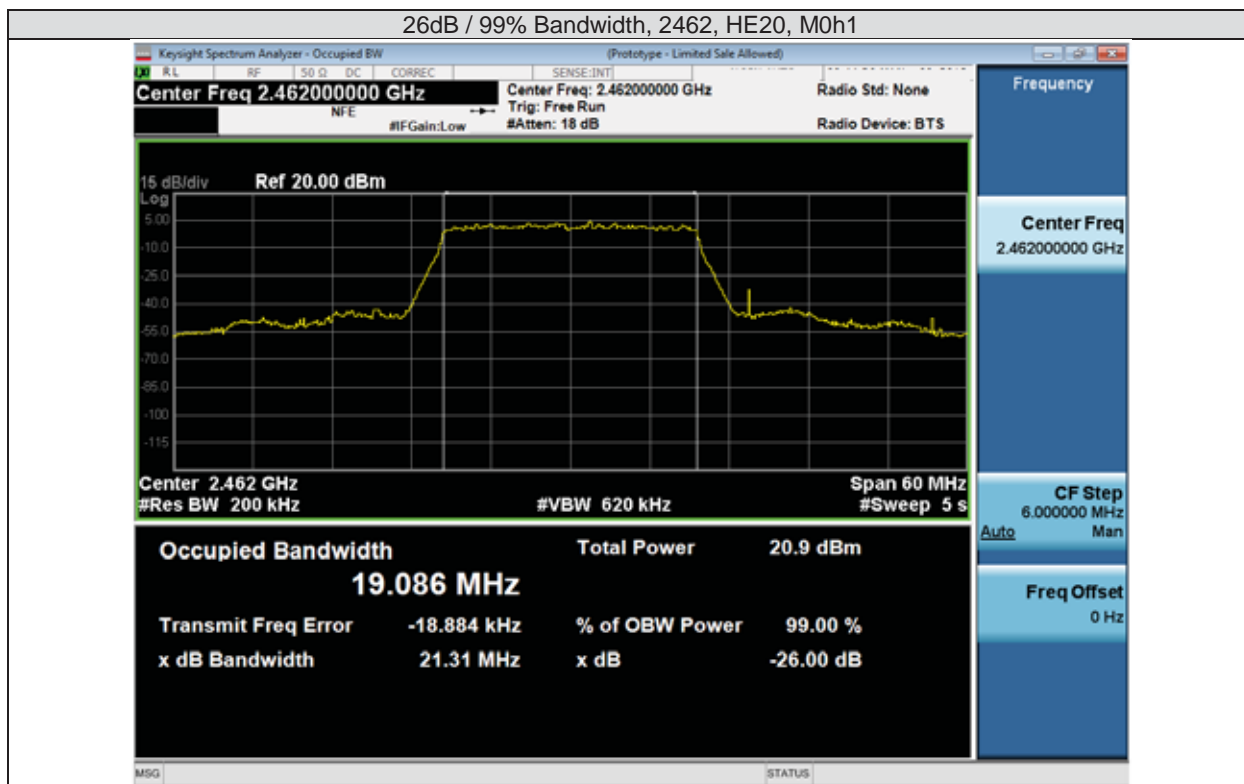 26dB / 99% Bandwidth, 2462, HE20, M0h1
Keysight Spectrum Analyzer - Occupied BW (Prototype - Limited Sale Allowed)
RL RF 50 Ω DC CORREC SENSE:INT
Center Freq 2.462000000 GHz
NFE
#IFGain:Low
Center Freq: 2.462000000 GHz
Trig: Free Run
#Atten: 18 dB
Radio Std: None
Radio Device: BTS
15 dB/div Ref 20.00 dBm
Log
5.00
-10.0
-25.0
-40.0
-55.0
-70.0
-85.0
-100
-115
Center 2.462 GHz Span 60 MHz
#Res BW 200 kHz #VBW 620 kHz #Sweep 5 s
Occupied Bandwidth Total Power 20.9 dBm
19.086 MHz
Transmit Freq Error -18.884 kHz % of OBW Power 99.00 %
x dB Bandwidth 21.31 MHz x dB -26.00 dB
MSG STATUS
Frequency
Center Freq
2.462000000 GHz
CF Step
6.000000 MHz
Auto Man
Freq Offset
0 Hz